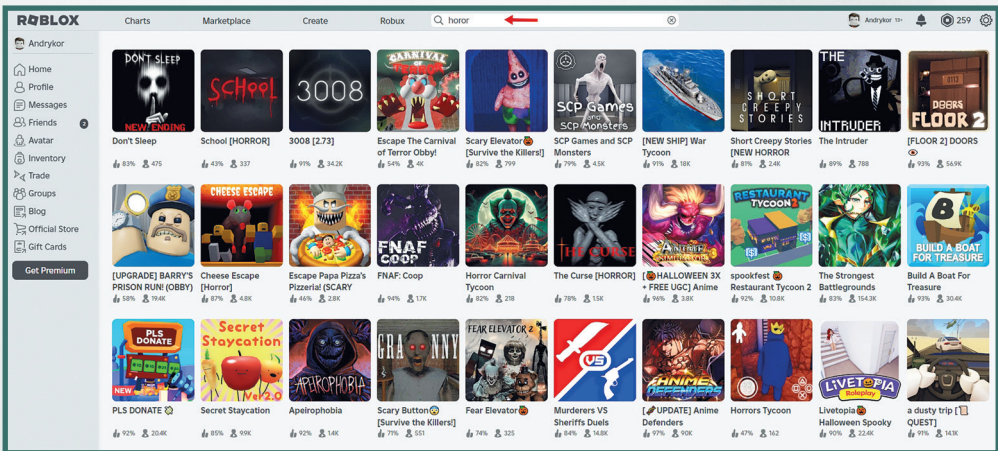 ROBLOX Charts Marketplace Create Robux horor Andrykor 13+ 259
Andrykor
Home
Profile
Messages
Friends 2
Avatar
Inventory
Trade
Groups
Blog
Official Store
Gift Cards
Get Premium
DON'T SLEEP
NEW ENDING
SCHOOL
3008
CARNIVAL OF TERROR
SCP Games and SCP Monsters
SHORT CREEPY STORIES
THE INTRUDER
DOORS FLOOR 2
Don't Sleep
83% 475
School [HORROR]
43% 337
3008 [2.73]
91% 34.2K
Escape The Carnival
of Terror Obby!
54% 4K
Scary Elevator
[Survive the Killers!]
82% 799
SCP Games and SCP
Monsters
79% 4.5K
[NEW SHIP] War
Tycoon
91% 18K
Short Creepy Stories
[NEW HORROR
81% 2.4K
The Intruder
89% 788
[FLOOR 2] DOORS
93% 56.9K
CHEESE ESCAPE
FNAF COOP
THE CURSE
RESTAURANT TYCOON 2
BUILD A BOAT FOR TREASURE
[UPGRADE] BARRY'S
PRISON RUN! (OBBY)
58% 19.4K
Cheese Escape
[Horror]
87% 4.8K
Escape Papa Pizza's
Pizzeria! (SCARY
46% 2.8K
FNAF: Coop
94% 1.7K
Horror Carnival
Tycoon
82% 218
The Curse [HORROR]
78% 1.5K
[HALLOWEEN 3X
+ FREE UGC] Anime
96% 3.8K
spookfest
Restaurant Tycoon 2
92% 10.8K
The Strongest
Battlegrounds
83% 154.3K
Build A Boat For
Treasure
93% 30.4K
PLS DONATE
NEW
Secret Staycation
Ver 2.0
APEIROPHOBIA
GRANNY
FEAR ELEVATOR 2
VS
ANIME DEFENDERS
LIVETOPIA
Roleplay
PLS DONATE
92% 20.4K
Secret Staycation
85% 9.9K
Apeirophobia
92% 1.4K
Scary Button
[Survive the Killers!]
71% 551
Fear Elevator
74% 325
Murderers VS
Sheriffs Duels
84% 14.8K
[UPDATE] Anime
Defenders
97% 90K
Horrors Tycoon
47% 162
Livetopia
Halloween Spooky
90% 22.4K
a dusty trip [
QUEST]
91% 14.1K